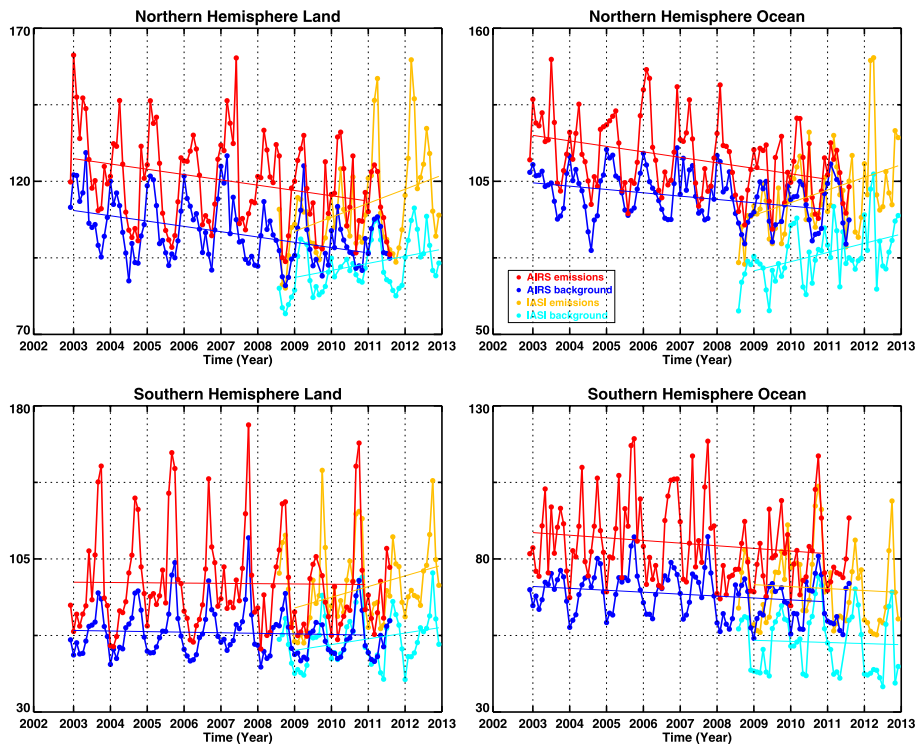 Northern Hemisphere Land
170
120
70
2002 2003 2004 2005 2006 2007 2008 2009 2010 2011 2012 2013
Time (Year)
Northern Hemisphere Ocean
160
105
50
AIRS emissions
AIRS background
IASI emissions
IASI background
2002 2003 2004 2005 2006 2007 2008 2009 2010 2011 2012 2013
Time (Year)
Southern Hemisphere Land
180
105
30
2002 2003 2004 2005 2006 2007 2008 2009 2010 2011 2012 2013
Time (Year)
Southern Hemisphere Ocean
130
80
30
2002 2003 2004 2005 2006 2007 2008 2009 2010 2011 2012 2013
Time (Year)